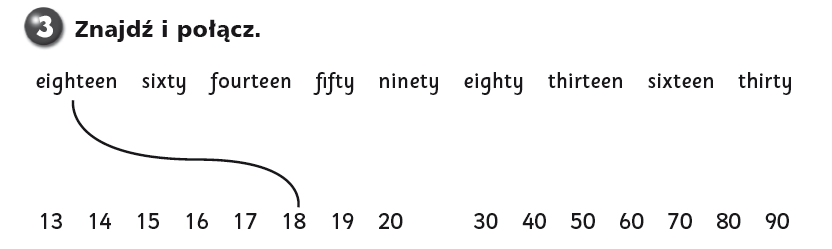 3 Znajdź i połącz.
eighteen sixty fourteen fifty ninety eighty thirteen sixteen thirty
13 14 15 16 17 18 19 20 30 40 50 60 70 80 90